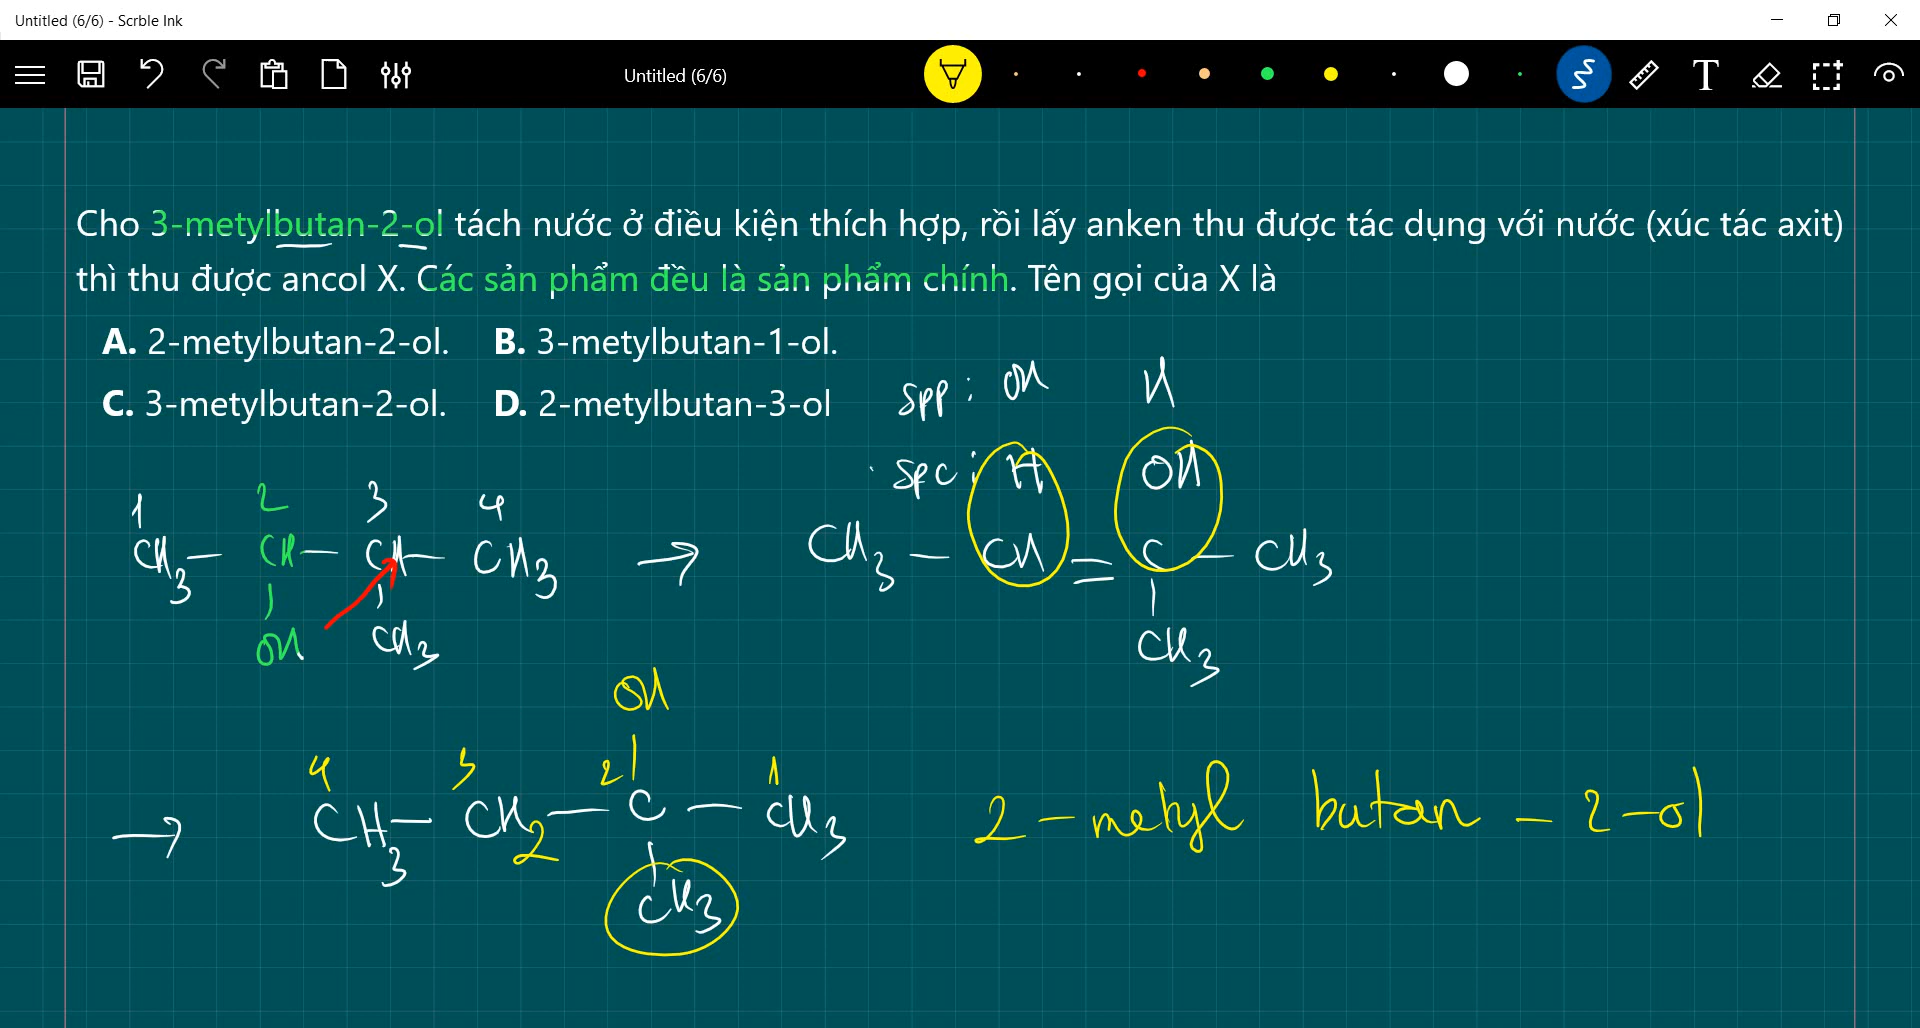 Untitled (6/6) - Scrble Ink
Untitled (6/6)
T
Cho 3-metylbutan-2-ol tách nước ở điều kiện thích hợp, rồi lấy anken thu được tác dụng với nước (xúc tác axit)
thì thu được ancol X. Các sản phẩm đều là sản phẩm chính. Tên gọi của X là
A. 2-metylbutan-2-ol. B. 3-metylbutan-1-ol.
C. 3-metylbutan-2-ol. D. 2-metylbutan-3-ol
spp : OH H
spc : H OH
1 2 3 4
CH3 — CH — CH — CH3 → CH3 — CH = C — CH3
OH CH3 CH3
OH
4 3 2 1
→ CH3 — CH2 — C — CH3 2 - metyl butan - 2 - ol
CH3